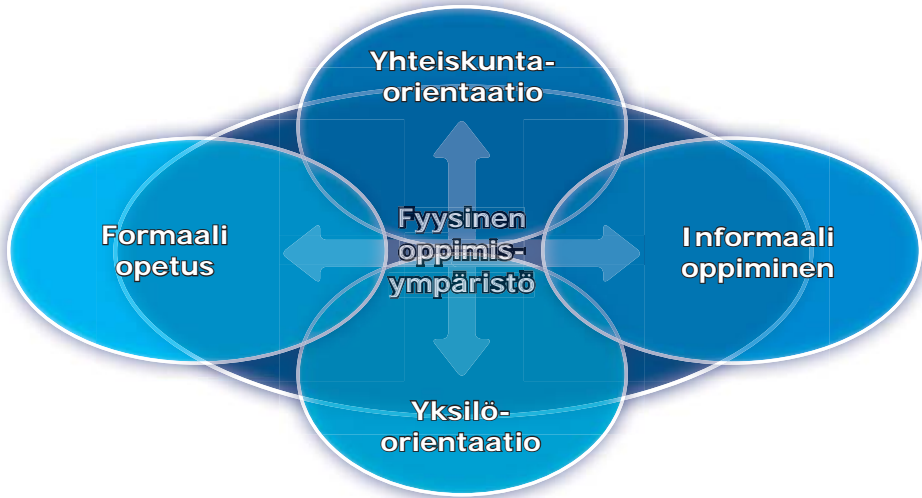 Yhteiskunta-
orientaatio
Formaali
opetus
Fyysinen
oppimis-
ympäristö
Informaali
oppiminen
Yksilö-
orientaatio